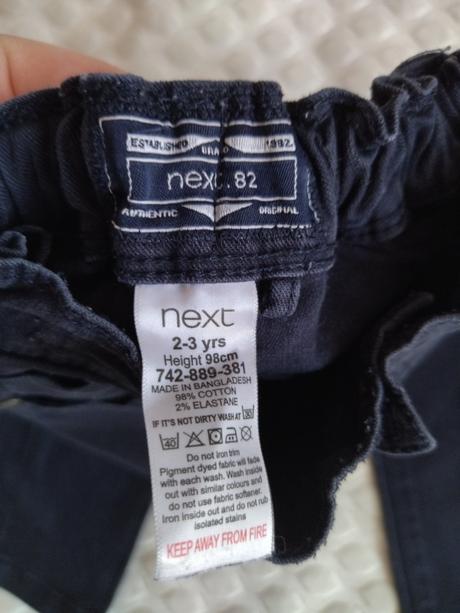 ESTABLISHED BRAND 1982
next.82
AUTHENTIC ORIGINAL
next
2-3 yrs
Height 98cm
742-889-381
MADE IN BANGLADESH
98% COTTON
2% ELASTANE
IF IT'S NOT DIRTY WASH AT 30
40
Do not iron trim
Pigment dyed fabric will fade
with each wash. Wash inside
out with similar colours and
do not use fabric softener.
Iron inside out and do not rub
isolated stains
KEEP AWAY FROM FIRE